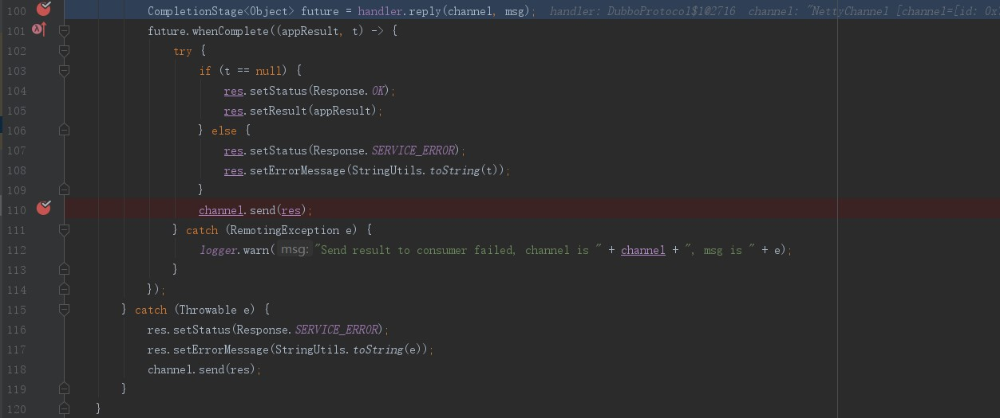 100 CompletionStage<Object> future = handler.reply(channel, msg); handler: DubboProtocol$1@2716 channel: "NettyChannel [channel=[id: 0x
101 future.whenComplete((appResult, t) -> {
102 try {
103 if (t == null) {
104 res.setStatus(Response.OK);
105 res.setResult(appResult);
106 } else {
107 res.setStatus(Response.SERVICE_ERROR);
108 res.setErrorMessage(StringUtils.toString(t));
109 }
110 channel.send(res);
111 } catch (RemotingException e) {
112 logger.warn( msg: "Send result to consumer failed, channel is " + channel + ", msg is " + e);
113 }
114 });
115 } catch (Throwable e) {
116 res.setStatus(Response.SERVICE_ERROR);
117 res.setErrorMessage(StringUtils.toString(e));
118 channel.send(res);
119 }
120 }